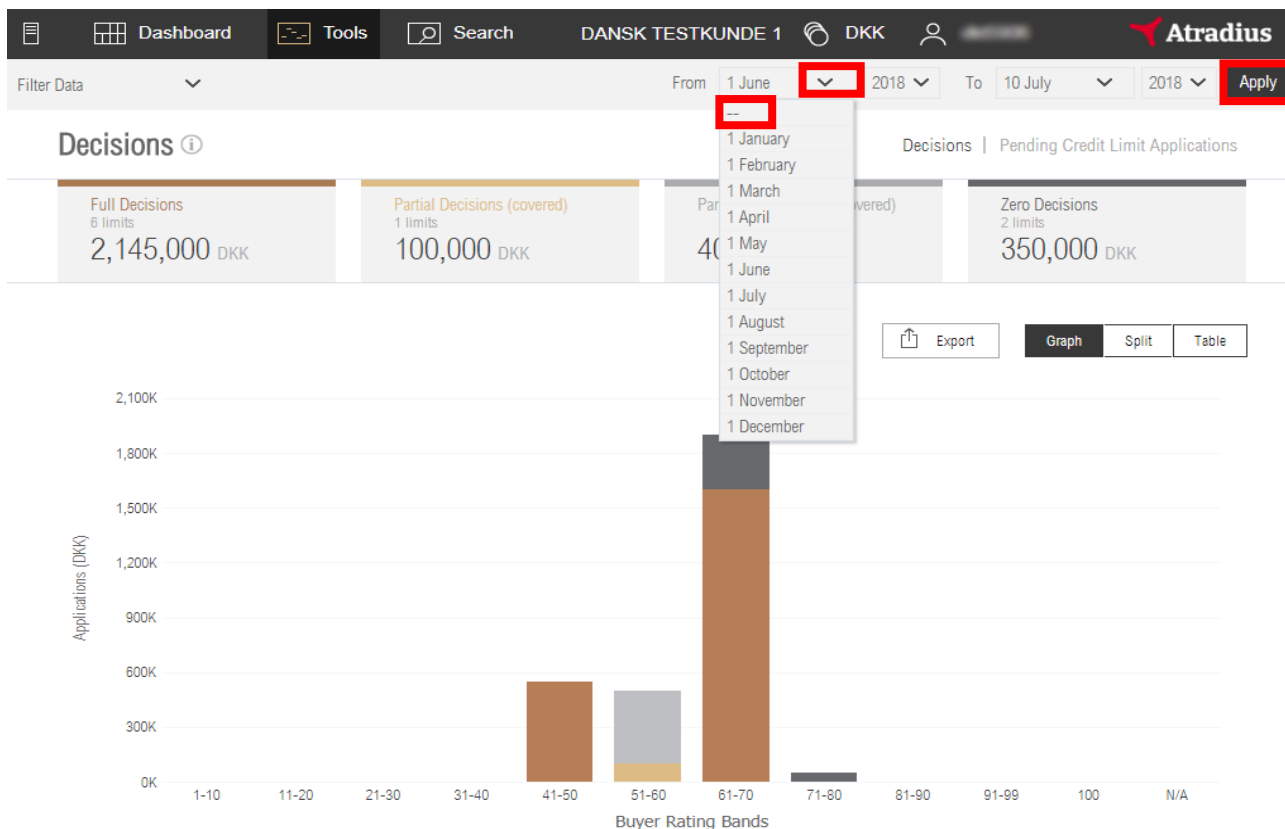 Dashboard Tools Search DANSK TESTKUNDE 1 DKK Atradius
Filter Data From 1 June 2018 To 10 July 2018 Apply
--
1 January
1 February
1 March
1 April
1 May
1 June
1 July
1 August
1 September
1 October
1 November
1 December
Decisions
Decisions | Pending Credit Limit Applications
Full Decisions
6 limits
2,145,000 DKK
Partial Decisions (covered)
1 limits
100,000 DKK
Zero Decisions
2 limits
350,000 DKK
Export
Graph Split Table
2,100K
1,800K
1,500K
1,200K
900K
600K
300K
0K
Applications (DKK)
1-10 11-20 21-30 31-40 41-50 51-60 61-70 71-80 81-90 91-99 100 N/A
Buyer Rating Bands